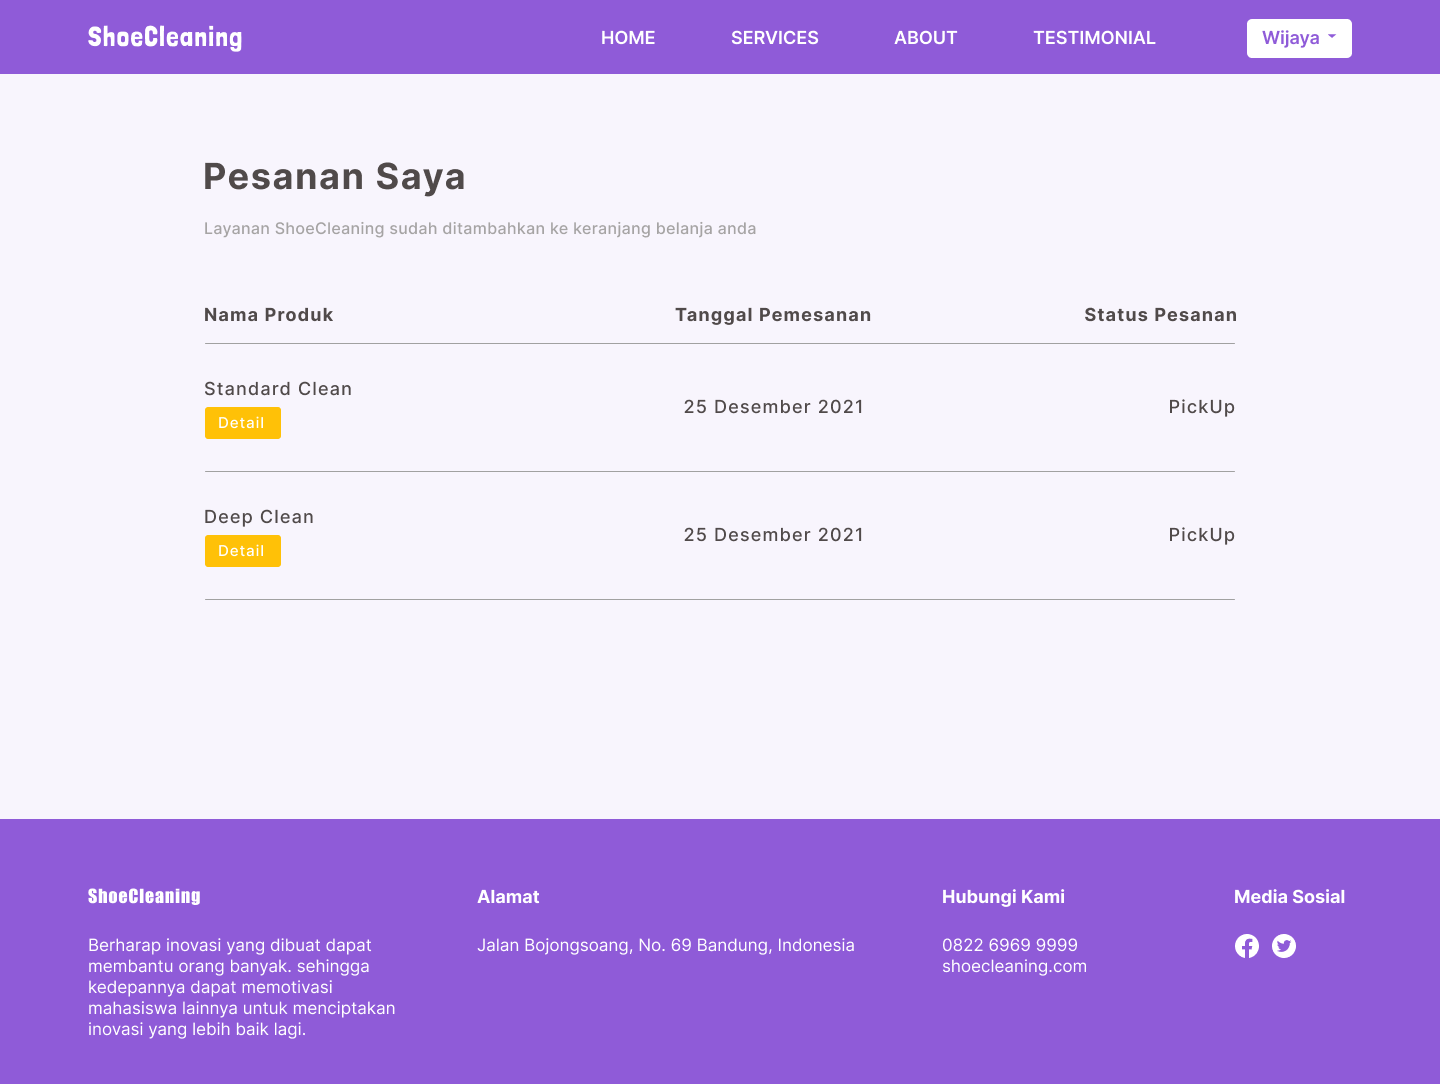 ShoeCleaning
HOME
SERVICES
ABOUT
TESTIMONIAL
Wijaya
Pesanan Saya
Layanan ShoeCleaning sudah ditambahkan ke keranjang belanja anda
Nama Produk
Tanggal Pemesanan
Status Pesanan
Standard Clean
Detail
25 Desember 2021
PickUp
Deep Clean
Detail
25 Desember 2021
PickUp
ShoeCleaning
Berharap inovasi yang dibuat dapat
membantu orang banyak. sehingga
kedepannya dapat memotivasi
mahasiswa lainnya untuk menciptakan
inovasi yang lebih baik lagi.
Alamat
Jalan Bojongsoang, No. 69 Bandung, Indonesia
Hubungi Kami
0822 6969 9999
shoecleaning.com
Media Sosial